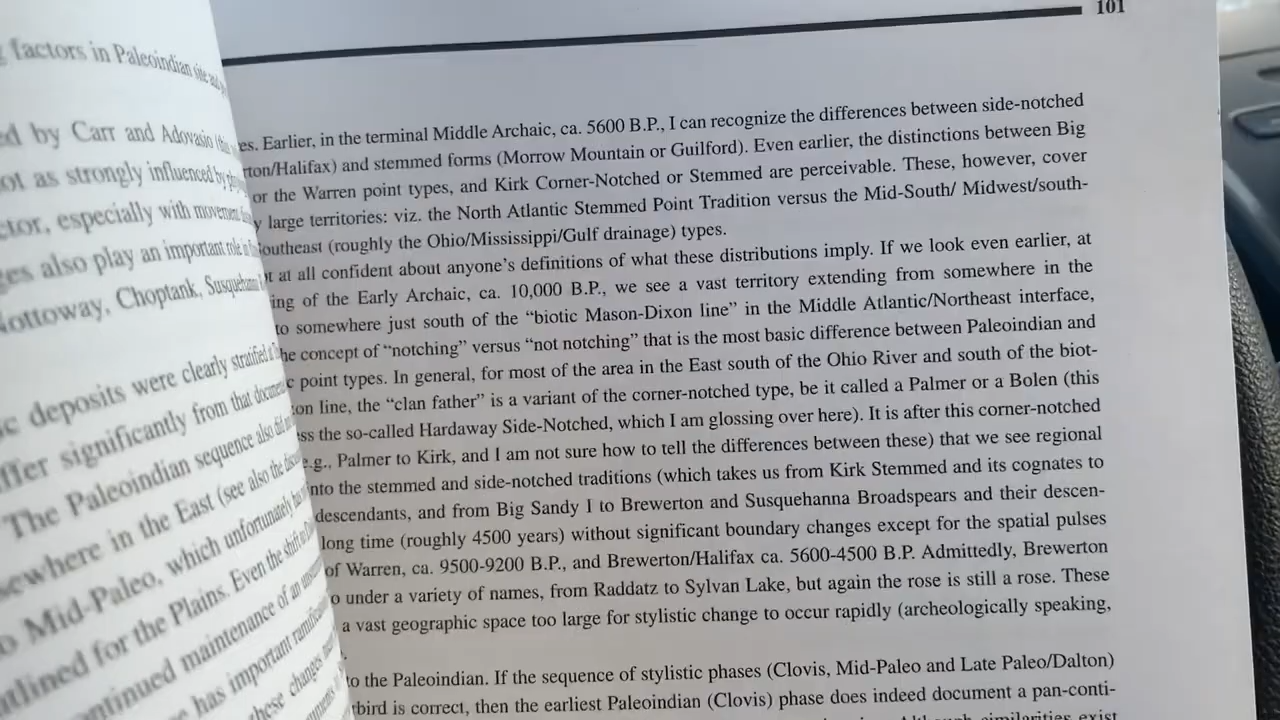 factors in Paleoindian site
ed by Carr and Adovasio
ot as strongly influenced by
ctor, especially with movement
ges also play an important role in
Nottoway, Choptank, Susquehanna
ic deposits were clearly stratified
ffer significantly from that
The Paleoindian sequence also did
sewhere in the East (see also the
o Mid-Paleo, which unfortunately
utlined for the Plains. Even the shift
ontinued maintenance of an
has important
these changes
101
es. Earlier, in the terminal Middle Archaic, ca. 5600 B.P., I can recognize the differences between side-notched
ton/Halifax) and stemmed forms (Morrow Mountain or Guilford). Even earlier, the distinctions between Big
or the Warren point types, and Kirk Corner-Notched or Stemmed are perceivable. These, however, cover
y large territories: viz. the North Atlantic Stemmed Point Tradition versus the Mid-South/ Midwest/south-
outheast (roughly the Ohio/Mississippi/Gulf drainage) types.
t at all confident about anyone's definitions of what these distributions imply. If we look even earlier, at
ing of the Early Archaic, ca. 10,000 B.P., we see a vast territory extending from somewhere in the
to somewhere just south of the "biotic Mason-Dixon line" in the Middle Atlantic/Northeast interface,
he concept of "notching" versus "not notching" that is the most basic difference between Paleoindian and
c point types. In general, for most of the area in the East south of the Ohio River and south of the biot-
on line, the "clan father" is a variant of the corner-notched type, be it called a Palmer or a Bolen (this
ss the so-called Hardaway Side-Notched, which I am glossing over here). It is after this corner-notched
e.g., Palmer to Kirk, and I am not sure how to tell the differences between these) that we see regional
nto the stemmed and side-notched traditions (which takes us from Kirk Stemmed and its cognates to
descendants, and from Big Sandy I to Brewerton and Susquehanna Broadspears and their descen-
long time (roughly 4500 years) without significant boundary changes except for the spatial pulses
of Warren, ca. 9500-9200 B.P., and Brewerton/Halifax ca. 5600-4500 B.P. Admittedly, Brewerton
o under a variety of names, from Raddatz to Sylvan Lake, but again the rose is still a rose. These
a vast geographic space too large for stylistic change to occur rapidly (archeologically speaking,
to the Paleoindian. If the sequence of stylistic phases (Clovis, Mid-Paleo and Late Paleo/Dalton)
rbird is correct, then the earliest Paleoindian (Clovis) phase does indeed document a pan-conti-
similarities exist